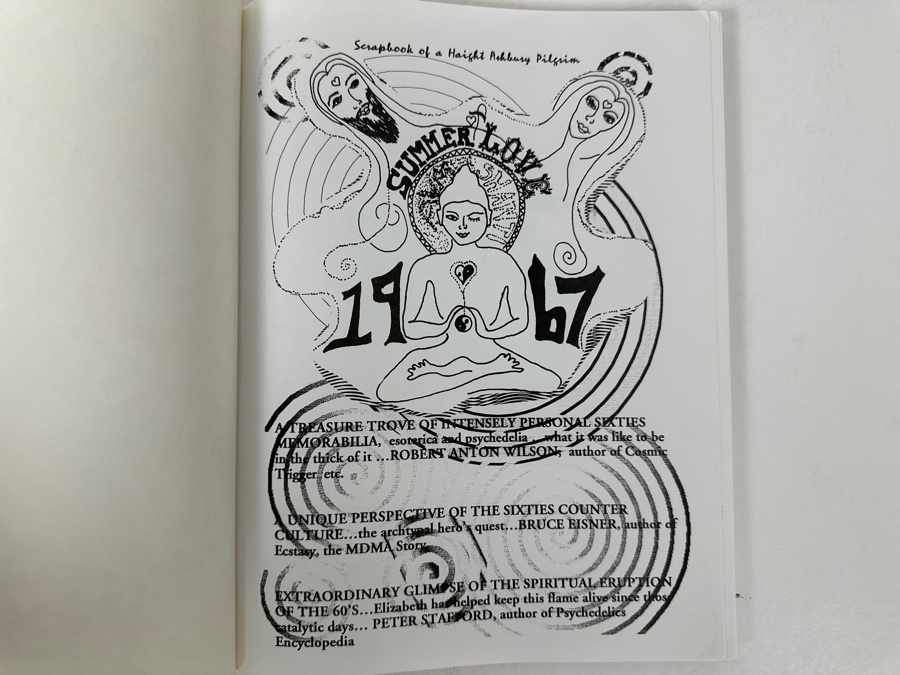 Scrapbook of a Haight Ashbury Pilgrim
SUMMER of LOVE
1967
A TREASURE TROVE OF INTENSELY PERSONAL SIXTIES
MEMORABILIA, esoterica and psychedelia... what it was like to be
in the thick of it ...ROBERT ANTON WILSON, author of Cosmic
Trigger, etc.
A UNIQUE PERSPECTIVE OF THE SIXTIES COUNTER
CULTURE...the archtypal hero's quest...BRUCE EISNER, author of
Ecstasy, the MDMA Story
EXTRAORDINARY GLIMPSE OF THE SPIRITUAL ERUPTION
OF THE 60'S...Elizabeth has helped keep this flame alive since those
catalytic days... PETER STAFFORD, author of Psychedelics
Encyclopedia